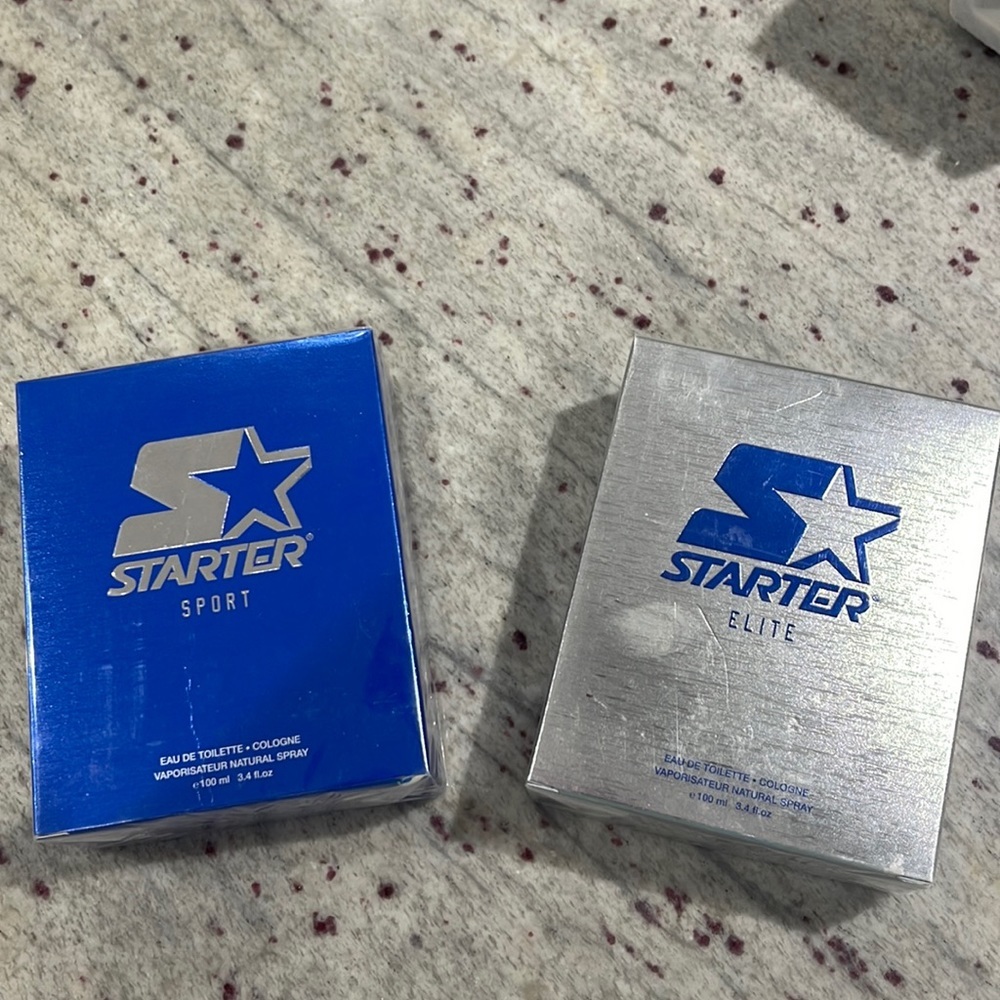 STARTER®
SPORT
EAU DE TOILETTE • COLOGNE
VAPORISATEUR NATURAL SPRAY
e 100 ml 3.4 fl.oz
STARTER®
ELITE
EAU DE TOILETTE • COLOGNE
VAPORISATEUR NATURAL SPRAY
e 100 ml 3.4 fl.oz